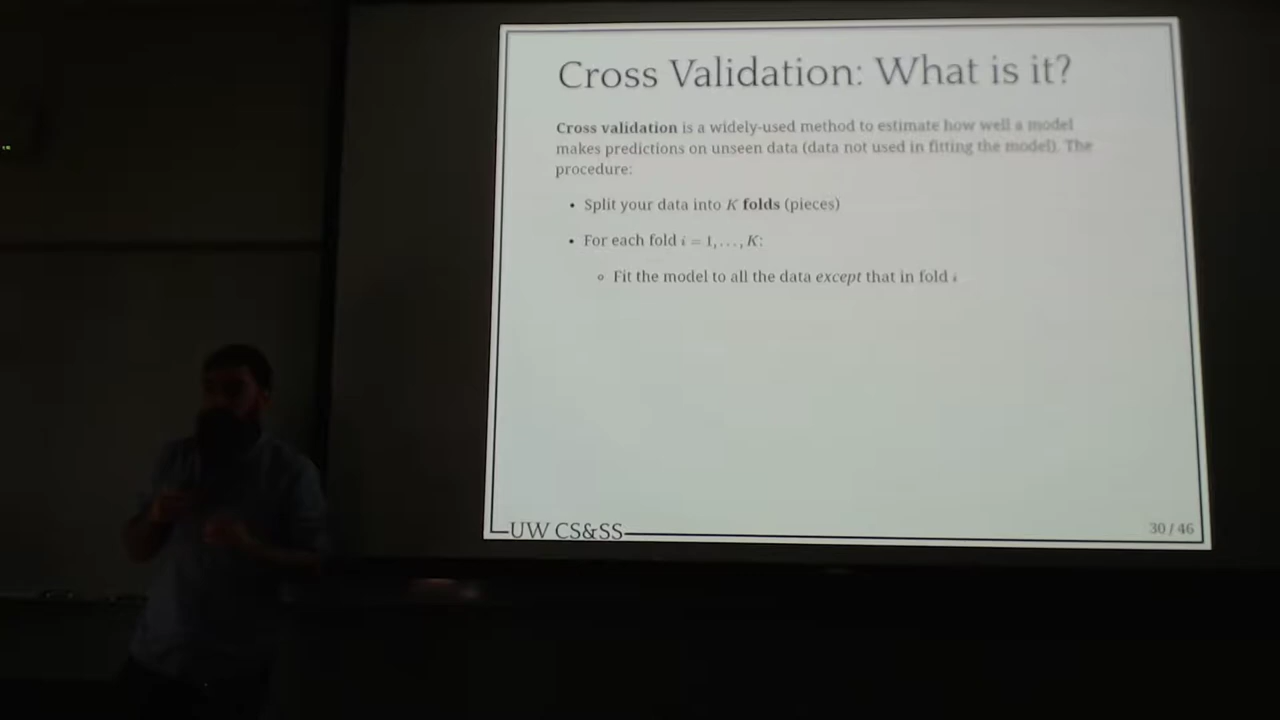 Cross Validation: What is it?
Cross validation is a widely-used method to estimate how well a model
makes predictions on unseen data (data not used in fitting the model). The
procedure:
• Split your data into K folds (pieces)
• For each fold i = 1, . . . , K:
∘ Fit the model to all the data except that in fold i
UW CS&SS
30 / 46